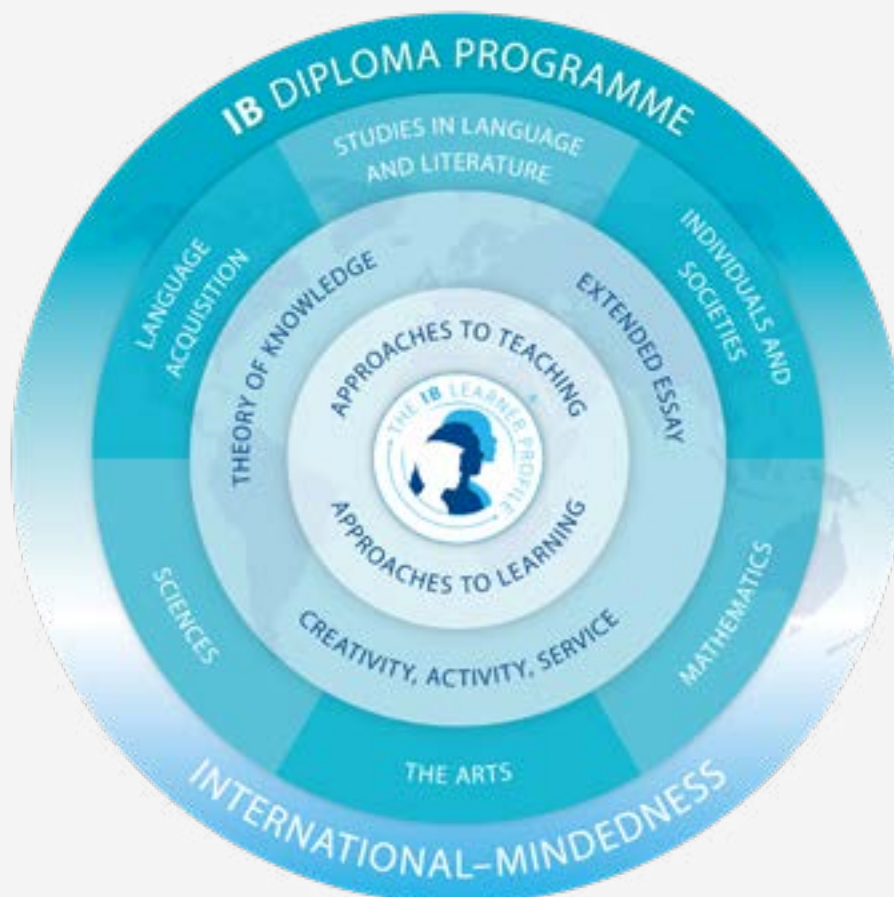 IB DIPLOMA PROGRAMME
STUDIES IN LANGUAGE
AND LITERATURE
LANGUAGE
ACQUISITION
INDIVIDUALS AND
SOCIETIES
THEORY OF KNOWLEDGE
EXTENDED ESSAY
APPROACHES TO TEACHING
THE IB LEARNER PROFILE
APPROACHES TO LEARNING
CREATIVITY, ACTIVITY, SERVICE
SCIENCES
MATHEMATICS
THE ARTS
INTERNATIONAL–MINDEDNESS